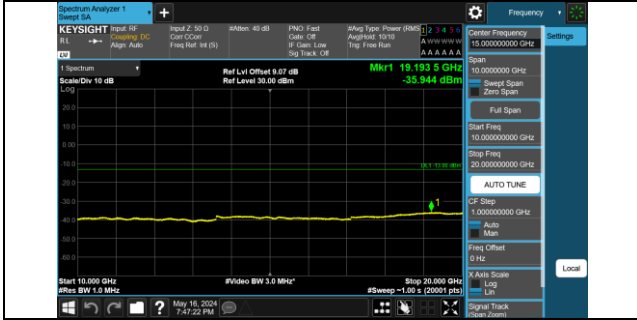 Spectrum Analyzer 1
Swept SA
Frequency
KEYSIGHT
Input: RF
Input Z: 50 Ω
#Atten: 40 dB
PNO: Fast
#Avg Type: Power (RMS
1 2 3 4 5 6
RL
Coupling: DC
Corr CCorr
Gate: Off
Avg|Hold: 10/10
A W W W W W
Align: Auto
Freq Ref: Int (S)
IF Gain: Low
Trig: Free Run
Sig Track: Off
A A A A A A
LXI
1 Spectrum
Scale/Div 10 dB
Ref Lvl Offset 9.07 dB
Ref Level 30.00 dBm
Mkr1 19.193 5 GHz
-35.944 dBm
Log
20.0
10.0
0.00
-10.0
-20.0
DL1 -13.00 dBm
-30.0
1
-40.0
-50.0
-60.0
Start 10.000 GHz
#Video BW 3.0 MHz*
Stop 20.000 GHz
#Res BW 1.0 MHz
#Sweep ~1.00 s (20001 pts)
May 16, 2024
7:47:22 PM
Center Frequency
15.000000000 GHz
Settings
Span
10.0000000 GHz
Swept Span
Zero Span
Full Span
Start Freq
10.000000000 GHz
Stop Freq
20.000000000 GHz
AUTO TUNE
CF Step
1.000000000 GHz
Auto
Man
Freq Offset
0 Hz
X Axis Scale
Log
Lin
Signal Track
(Span Zoom)
Local